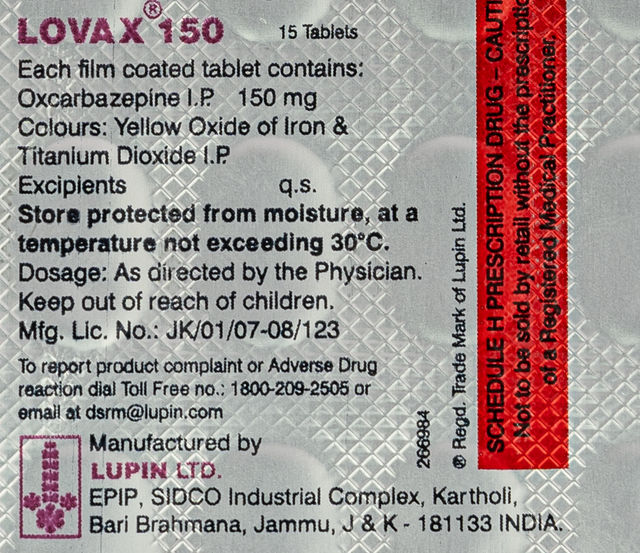 LOVAX® 150 15 Tablets
Each film coated tablet contains:
Oxcarbazepine I.P. 150 mg
Colours: Yellow Oxide of Iron &
Titanium Dioxide I.P.
Excipients q.s.
Store protected from moisture, at a
temperature not exceeding 30°C.
Dosage: As directed by the Physician.
Keep out of reach of children.
Mfg. Lic. No.: JK/01/07-08/123
To report product complaint or Adverse Drug
reaction dial Toll Free no.: 1800-209-2505 or
email at dsrm@lupin.com
Manufactured by
LUPIN LTD.
EPIP, SIDCO Industrial Complex, Kartholi,
Bari Brahmana, Jammu, J & K - 181133 INDIA.
266984
® Regd. Trade Mark of Lupin Ltd.
SCHEDULE H PRESCRIPTION DRUG – CAUTI
Not to be sold by retail without the prescriptio
of a Registered Medical Practitioner.